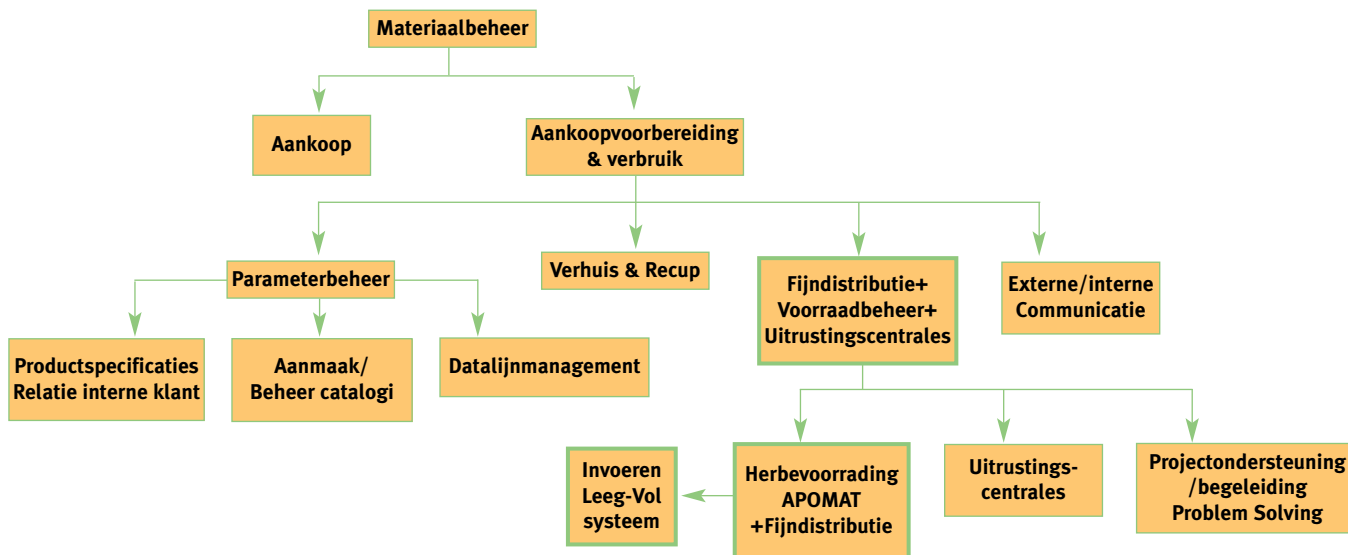 Materiaalbeheer
Aankoop
Aankoopvoorbereiding
& verbruik
Parameterbeheer
Verhuis & Recup
Fijndistributie+
Voorraadbeheer+
Uitrustingscentrales
Externe/interne
Communicatie
Productspecificaties
Relatie interne klant
Aanmaak/
Beheer catalogi
Datalijnmanagement
Invoeren
Leeg-Vol
systeem
Herbevoorrading
APOMAT
+Fijndistributie
Uitrustings-
centrales
Projectondersteuning
/begeleiding
Problem Solving